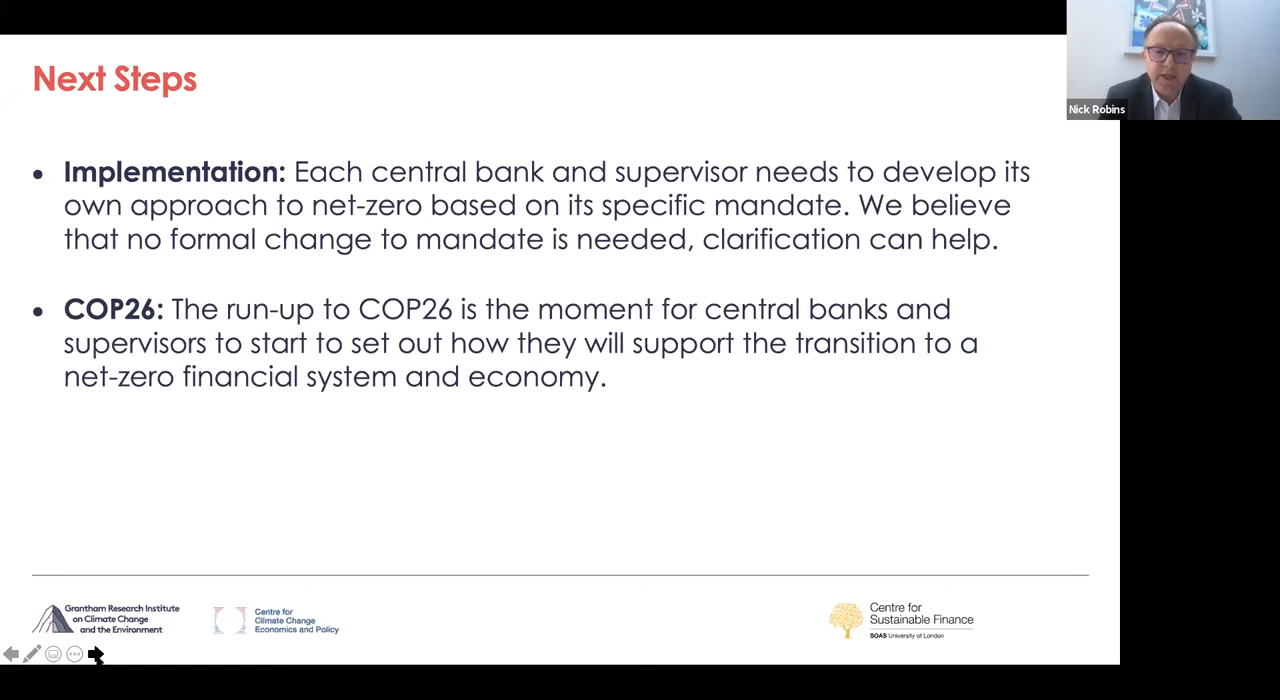 Next Steps
Nick Robins
• Implementation: Each central bank and supervisor needs to develop its
own approach to net-zero based on its specific mandate. We believe
that no formal change to mandate is needed, clarification can help.
• COP26: The run-up to COP26 is the moment for central banks and
supervisors to start to set out how they will support the transition to a
net-zero financial system and economy.
Grantham Research Institute
on Climate Change
and the Environment
Centre for
Climate Change
Economics and Policy
Centre for
Sustainable Finance
SOAS University of London